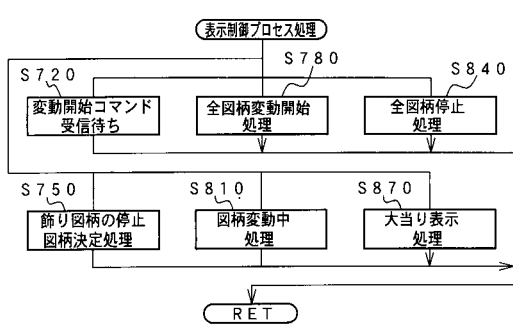 表示制御プロセス処理
S720
S780
S840
変動開始コマンド
受信待ち
全図柄変動開始
処理
全図柄停止
処理
S750
S810
S870
飾り図柄の停止
図柄決定処理
図柄変動中
処理
大当り表示
処理
RET